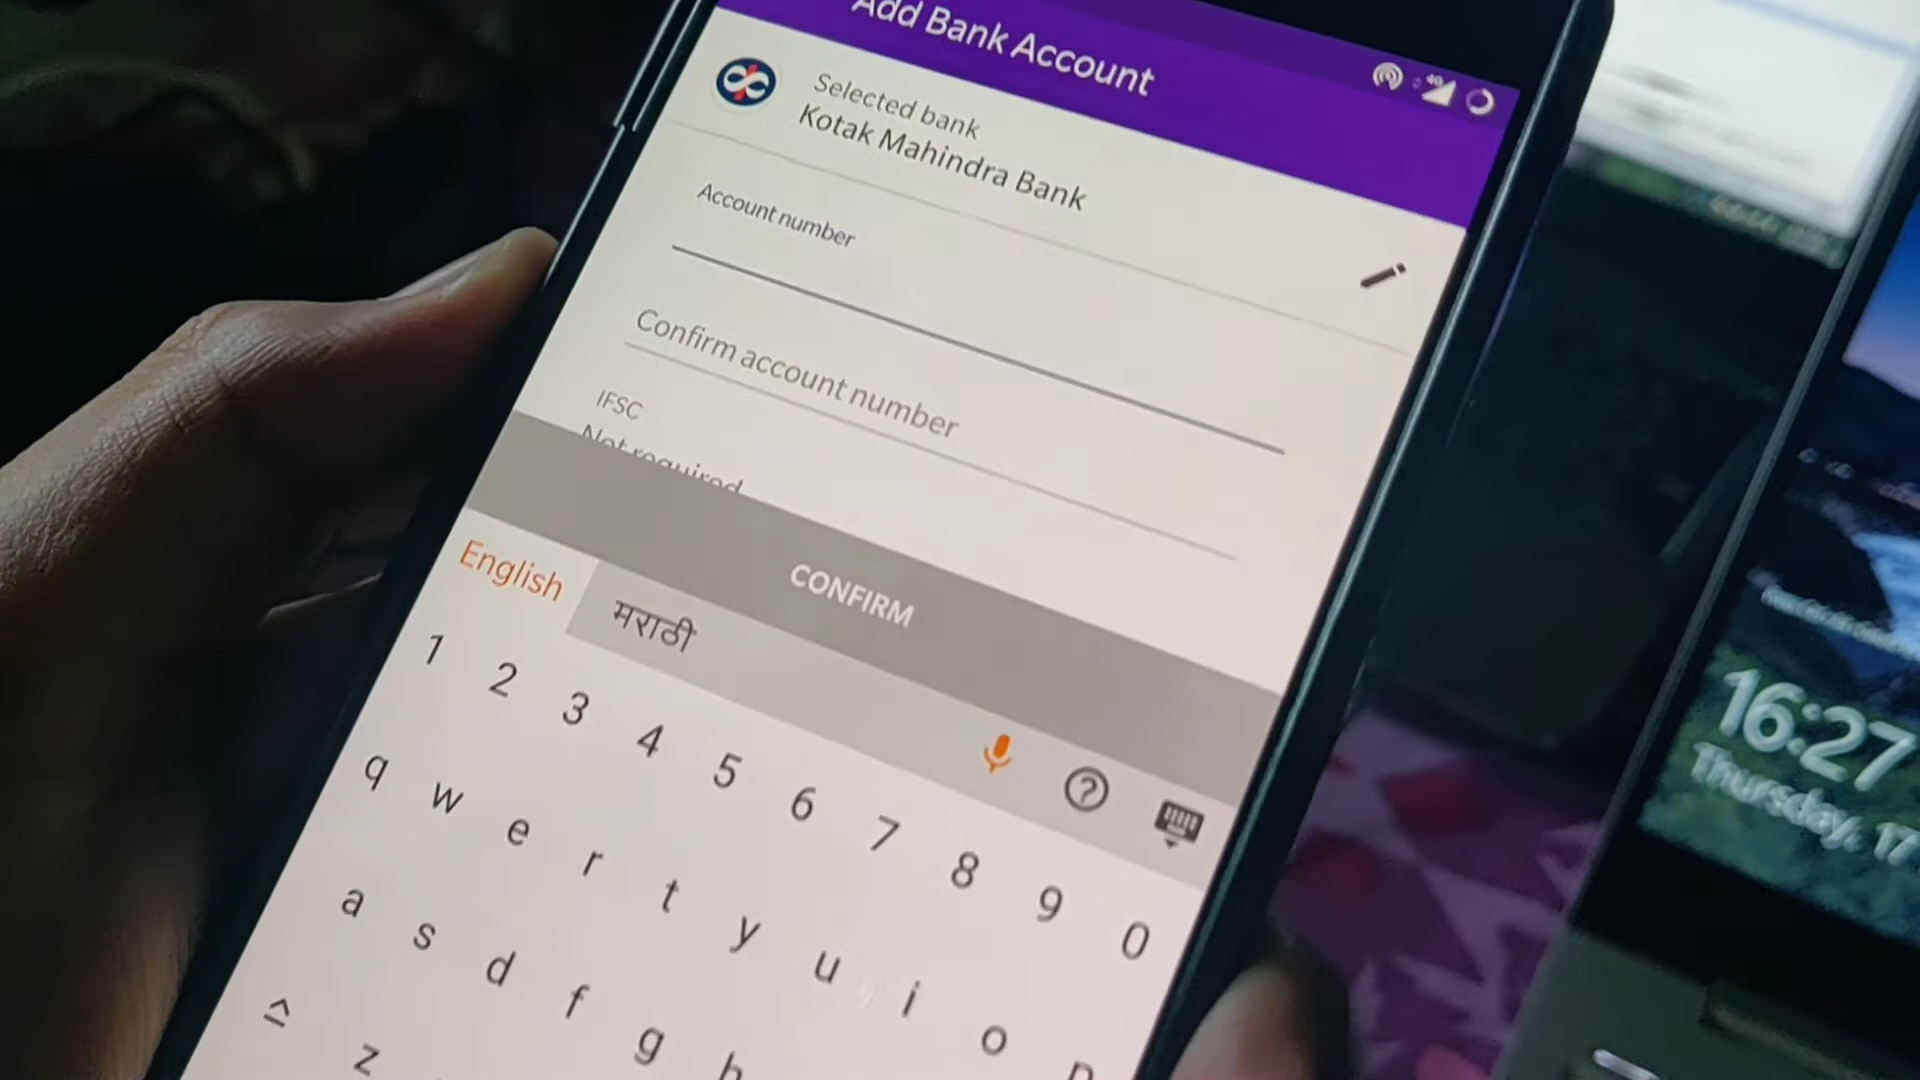 Add Bank Account
4G
Selected bank
Kotak Mahindra Bank
Account number
Confirm account number
IFSC
Not required
CONFIRM
English
मराठी
1 2 3 4 5 6 7 8 9 0
q w e r t y u i o p
a s d f g h
z
16:27
Thursday, 17